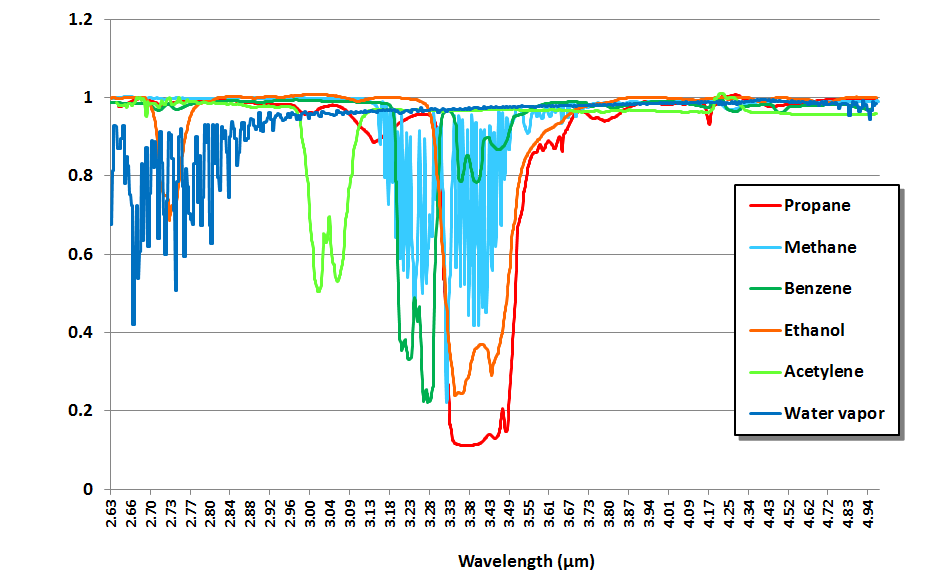 1.2
1
0.8
0.6
0.4
0.2
0
Propane
Methane
Benzene
Ethanol
Acetylene
Water vapor
2.63 2.66 2.70 2.73 2.77 2.80 2.84 2.88 2.92 2.96 3.00 3.04 3.09 3.13 3.18 3.23 3.28 3.33 3.38 3.43 3.49 3.55 3.61 3.67 3.73 3.80 3.87 3.94 4.01 4.09 4.17 4.25 4.34 4.43 4.52 4.62 4.72 4.83 4.94
Wavelength (μm)